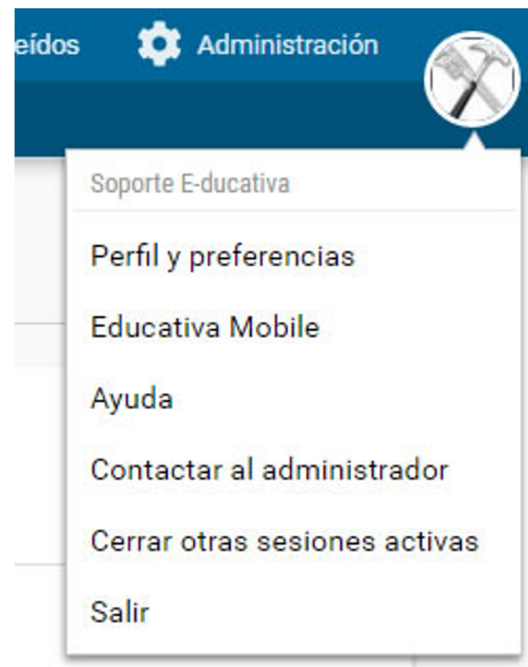 eídos
Administración
Soporte E-ducativa
Perfil y preferencias
Educativa Mobile
Ayuda
Contactar al administrador
Cerrar otras sesiones activas
Salir